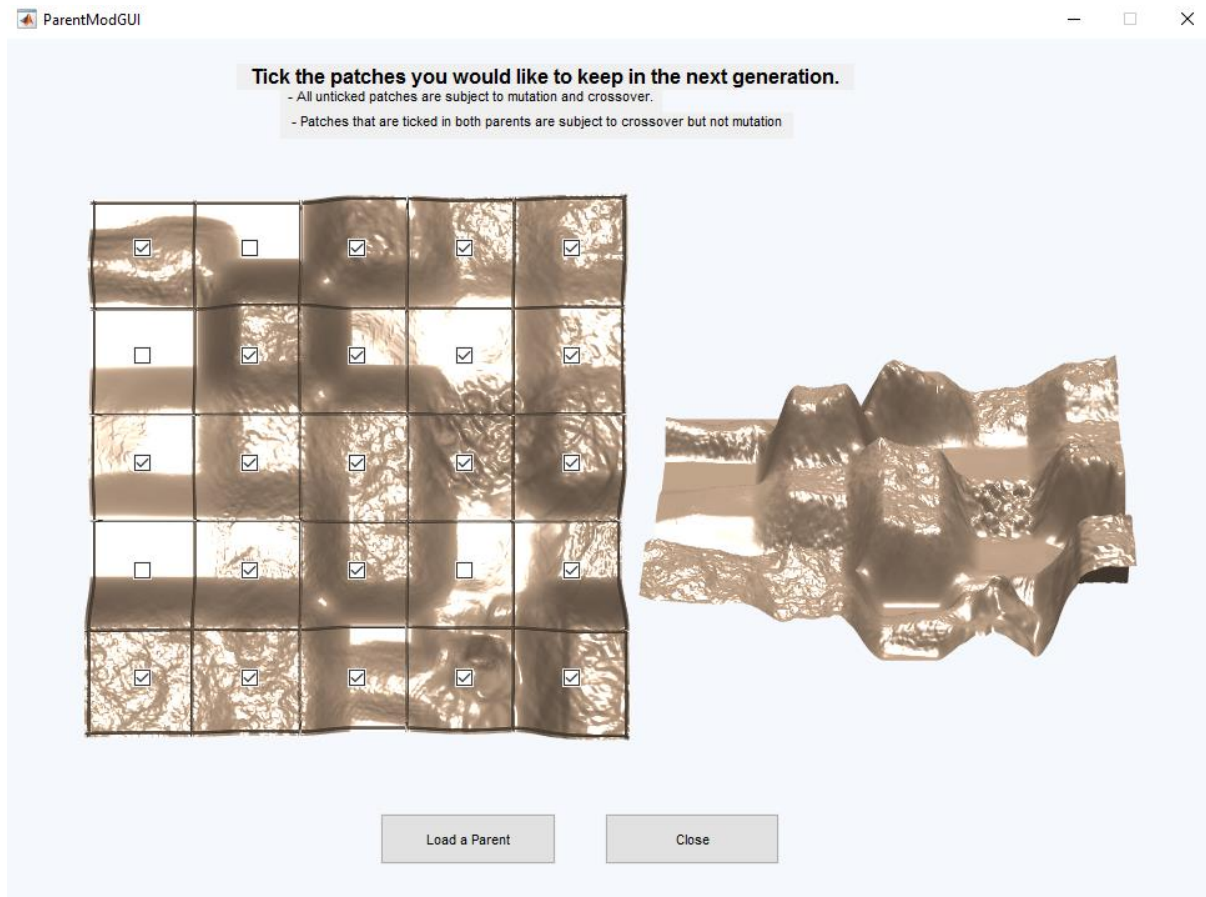 ParentModGUI
Tick the patches you would like to keep in the next generation.
- All unticked patches are subject to mutation and crossover.
- Patches that are ticked in both parents are subject to crossover but not mutation
Load a Parent
Close